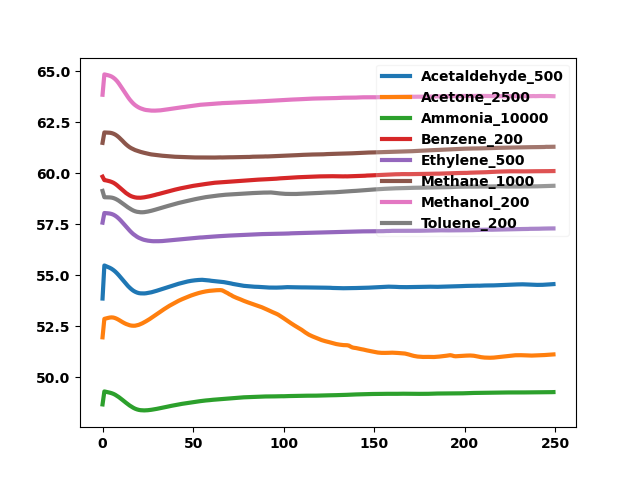 65.0
62.5
60.0
57.5
55.0
52.5
50.0
0 50 100 150 200 250
Acetaldehyde_500
Acetone_2500
Ammonia_10000
Benzene_200
Ethylene_500
Methane_1000
Methanol_200
Toluene_200